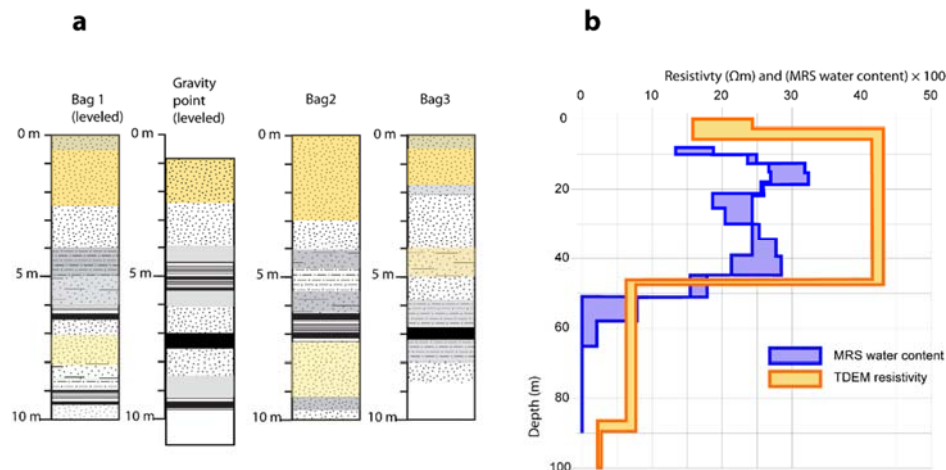 a
b
Bag 1
(leveled)
Gravity
point
(leveled)
Bag2
Bag3
0 m
5 m
10 m
0 m
5 m
10 m
0 m
5 m
10 m
0 m
5 m
10 m
Resistivty (Ωm) and (MRS water content) × 100
0 10 20 30 40 50
0
20
40
60
80
100
Depth (m)
MRS water content
TDEM resistivity